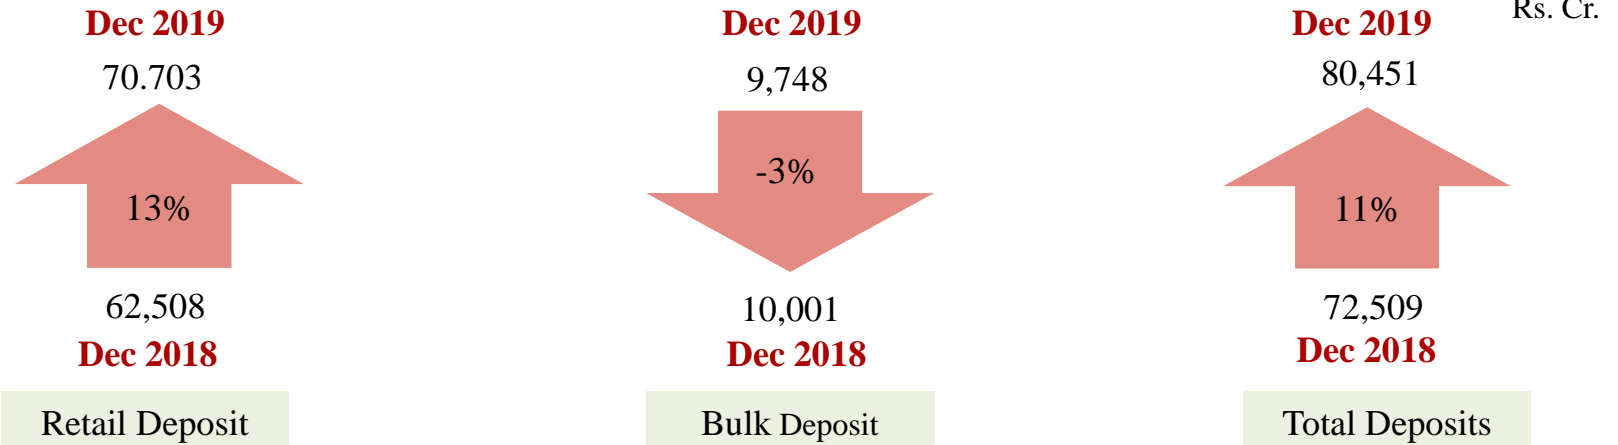 Rs. Cr.
Dec 2019
70.703
13%
62,508
Dec 2018
Retail Deposit
Dec 2019
9,748
-3%
10,001
Dec 2018
Bulk Deposit
Dec 2019
80,451
11%
72,509
Dec 2018
Total Deposits